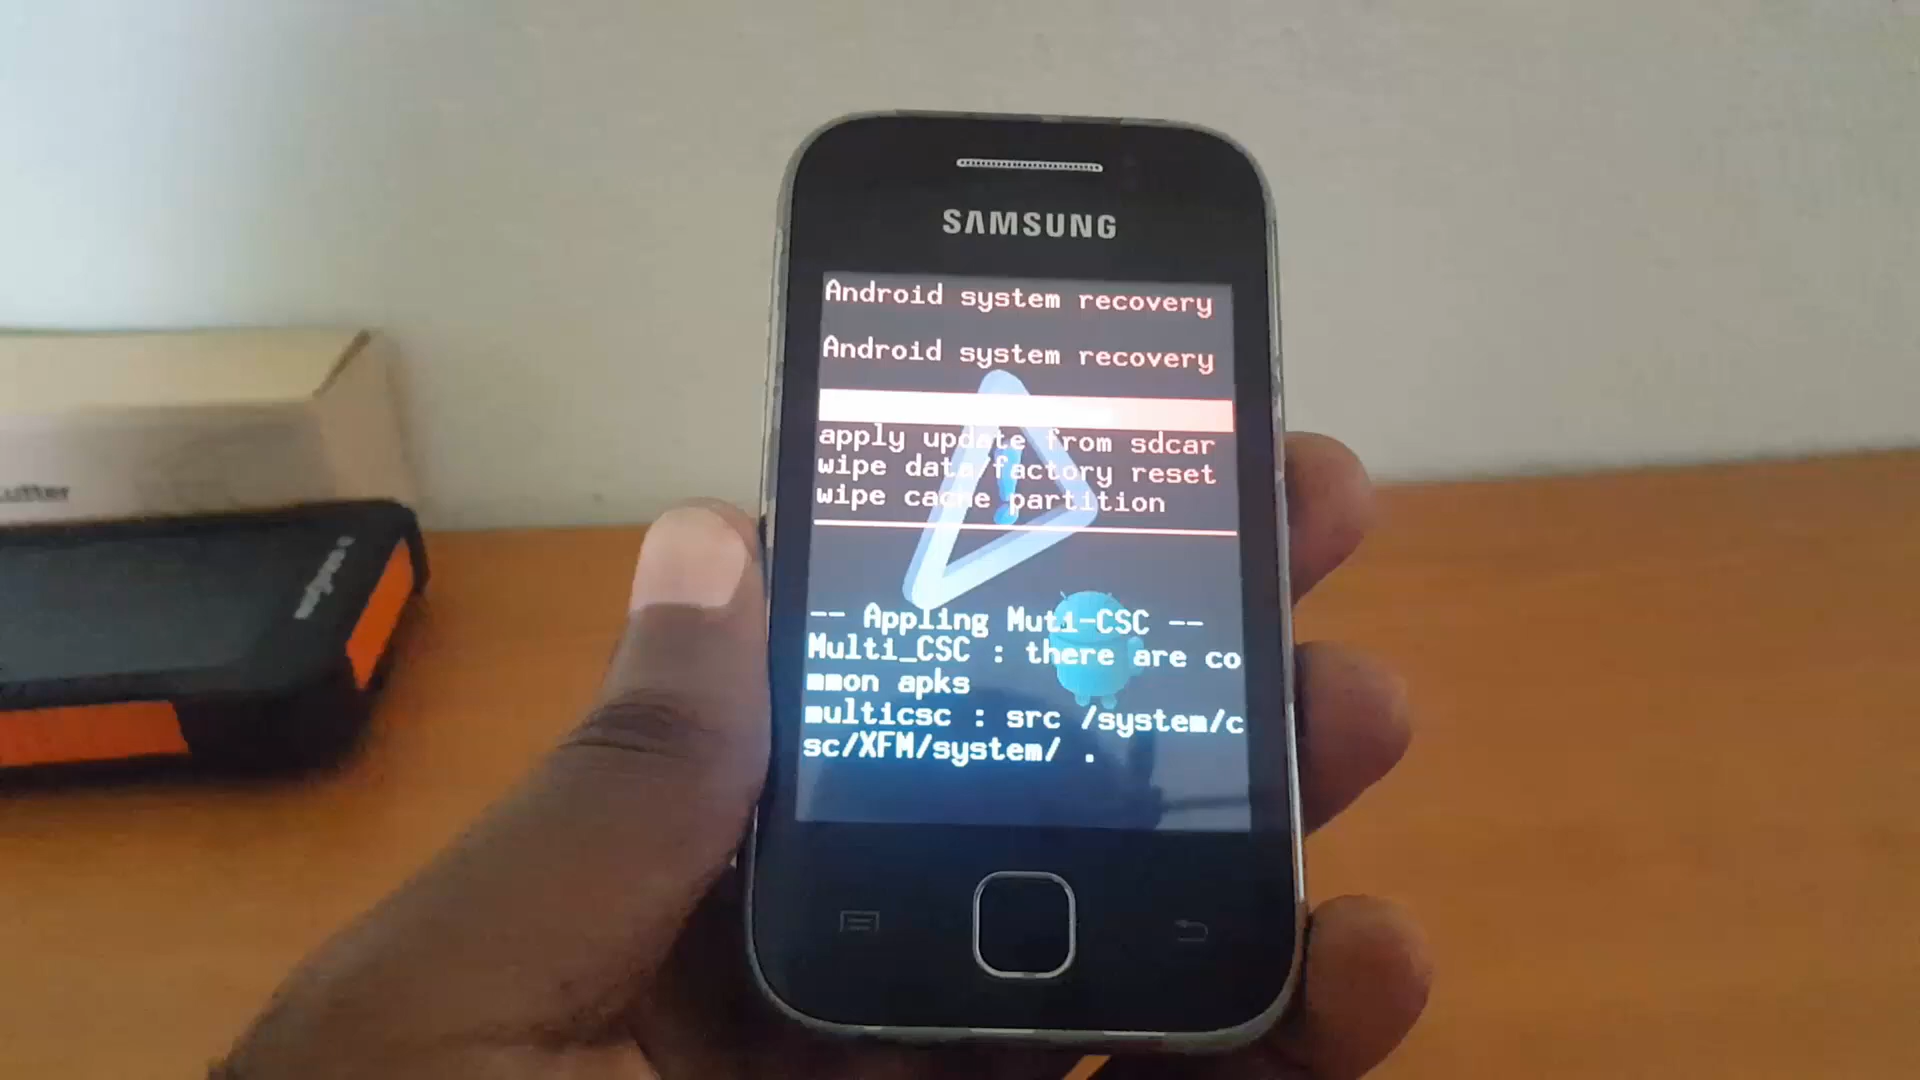 SAMSUNG
Android system recovery
Android system recovery
apply update from sdcar
wipe data/factory reset
wipe cache partition
-- Appling Muti-CSC --
Multi_CSC : there are co
mmon apks
multicsc : src /system/c
sc/XFM/system/ .